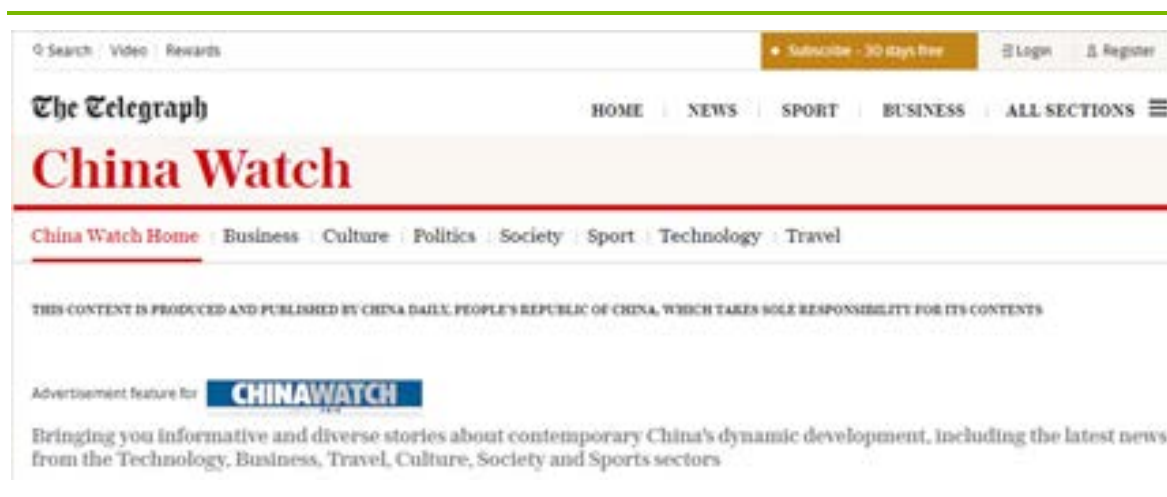 Search Video Rewards
Subscribe - 30 days free
Login Register
The Telegraph
HOME NEWS SPORT BUSINESS ALL SECTIONS
China Watch
China Watch Home Business Culture Politics Society Sport Technology Travel
THIS CONTENT IS PRODUCED AND PUBLISHED BY CHINA DAILY, PEOPLE'S REPUBLIC OF CHINA, WHICH TAKES SOLE RESPONSIBILITY FOR ITS CONTENTS
Advertisement feature for CHINAWATCH
Bringing you informative and diverse stories about contemporary China's dynamic development, including the latest news
from the Technology, Business, Travel, Culture, Society and Sports sectors